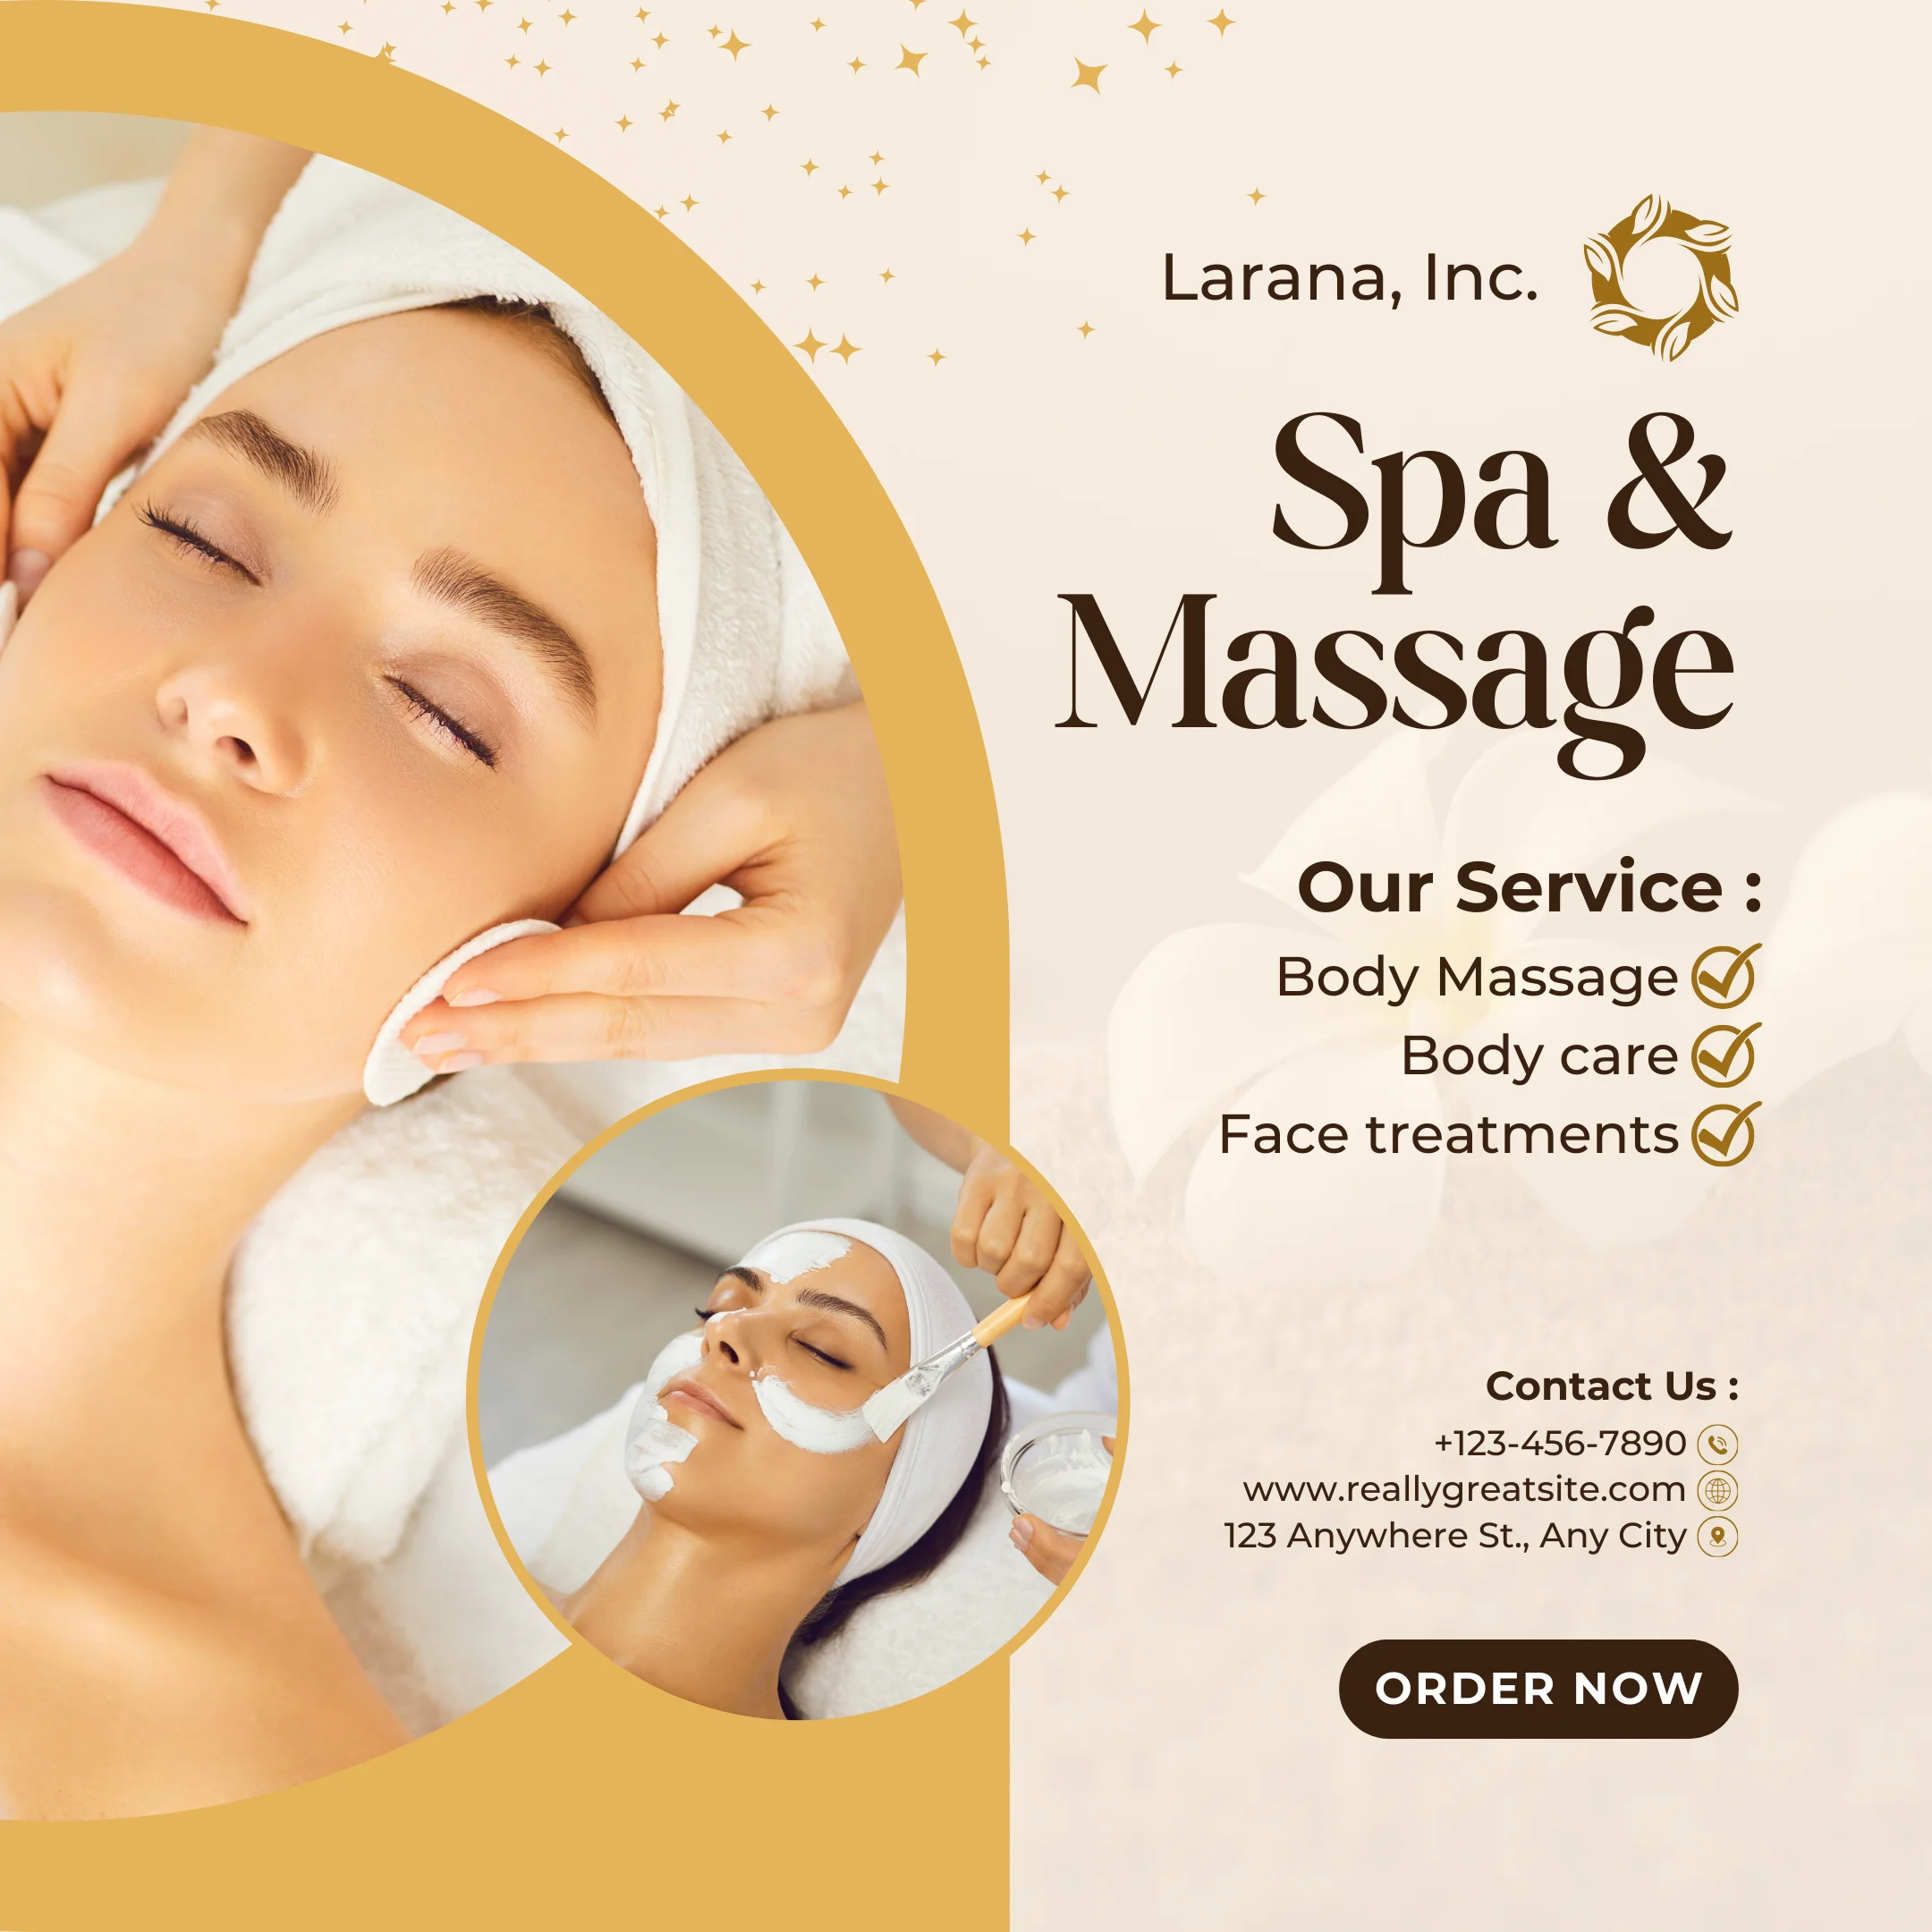 Larana, Inc.
Spa &
Massage
Our Service :
Body Massage
Body care
Face treatments
Contact Us :
+123-456-7890
www.reallygreatsite.com
123 Anywhere St., Any City
ORDER NOW